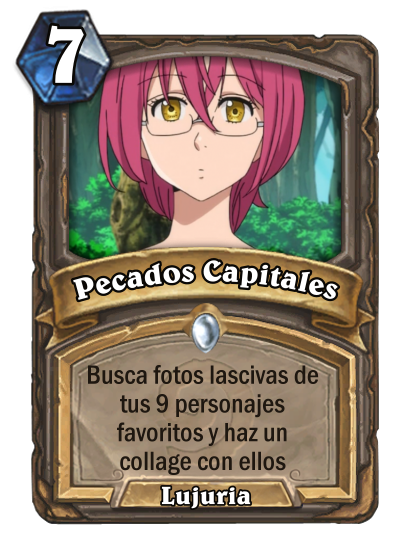 7
Pecados Capitales
Busca fotos lascivas de
tus 9 personajes
favoritos y haz un
collage con ellos
Lujuria